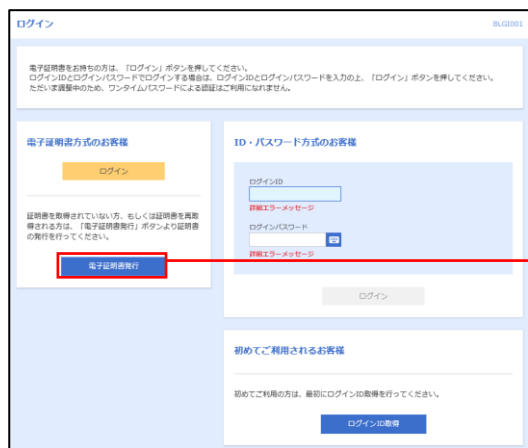 ログイン
BLGI001
電子証明書をお持ちの方は、「ログイン」ボタンを押してください。
ログインIDとログインパスワードでログインする場合は、ログインIDとログインパスワードを入力の上、「ログイン」ボタンを押してください。
ただいま調整中のため、ワンタイムパスワードによる認証はご利用になれません。
電子証明書方式のお客様
ログイン
証明書を取得されていない方、もしくは証明書を再取
得される方は、「電子証明書発行」ボタンより証明書
の発行を行ってください。
電子証明書発行
ID・パスワード方式のお客様
ログインID
詳細エラーメッセージ
ログインパスワード
詳細エラーメッセージ
ログイン
初めてご利用されるお客様
初めてご利用の方は、最初にログインID取得を行ってください。
ログインID取得